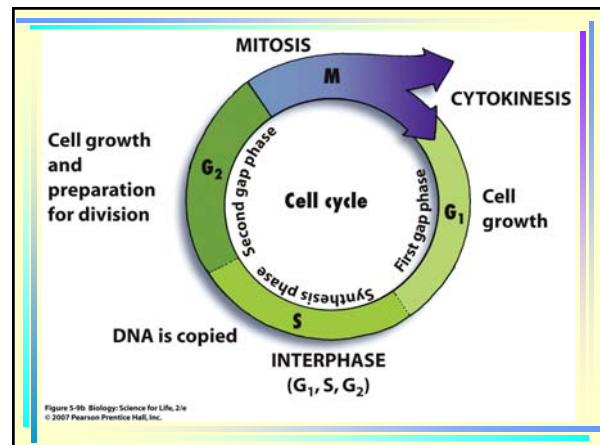 MITOSIS
M
CYTOKINESIS
Cell growth
and
preparation
for division
G₂
Second gap phase
Cell cycle
First gap phase
G₁
Cell
growth
Synthesis phase
S
DNA is copied
INTERPHASE
(G₁, S, G₂)
Figure 5-9b Biology: Science for Life, 2/e
© 2007 Pearson Prentice Hall, Inc.